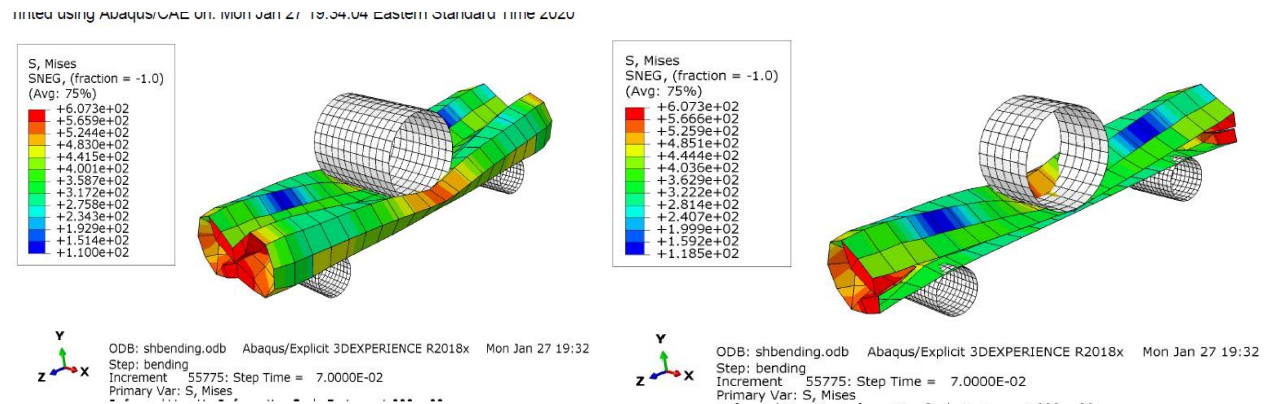 rinted using Abaqus/CAE on: Mon Jan 27 19:34:04 Eastern Standard Time 2020
S, Mises
SNEG, (fraction = -1.0)
(Avg: 75%)
+6.073e+02
+5.659e+02
+5.244e+02
+4.830e+02
+4.415e+02
+4.001e+02
+3.587e+02
+3.172e+02
+2.758e+02
+2.343e+02
+1.929e+02
+1.514e+02
+1.100e+02
Y
Z X
ODB: shbending.odb Abaqus/Explicit 3DEXPERIENCE R2018x Mon Jan 27 19:32
Step: bending
Increment 55775: Step Time = 7.0000E-02
Primary Var: S, Mises
S, Mises
SNEG, (fraction = -1.0)
(Avg: 75%)
+6.073e+02
+5.666e+02
+5.259e+02
+4.851e+02
+4.444e+02
+4.036e+02
+3.629e+02
+3.222e+02
+2.814e+02
+2.407e+02
+1.999e+02
+1.592e+02
+1.185e+02
Y
Z X
ODB: shbending.odb Abaqus/Explicit 3DEXPERIENCE R2018x Mon Jan 27 19:32
Step: bending
Increment 55775: Step Time = 7.0000E-02
Primary Var: S, Mises